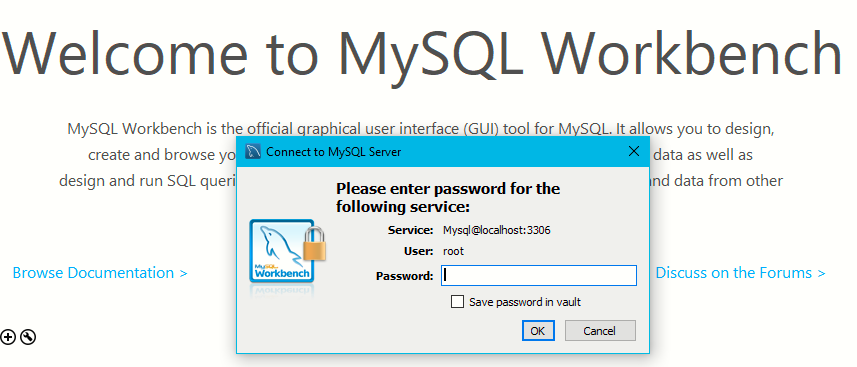 Welcome to MySQL Workbench
MySQL Workbench is the official graphical user interface (GUI) tool for MySQL. It allows you to design,
create and browse yo
data as well as
design and run SQL queri
nd data from other
Connect to MySQL Server
Please enter password for the
following service:
Service: Mysql@localhost:3306
User: root
Password:
Save password in vault
OK Cancel
MySQL
Workbench
Browse Documentation >
Discuss on the Forums >